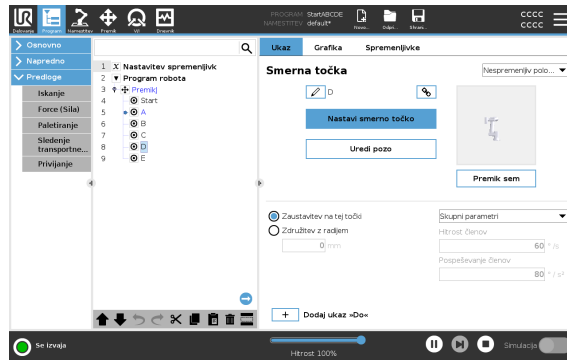 PROGRAM StartABCDE
NAMESTITEV default*
Delovanje Program Namestitev Premik V/I Dnevnik
Novo... Odpri... Shrani...
cccc
cccc
Osnovno
Napredno
Predloge
Iskanje
Force (Sila)
Paletiranje
Sledenje
transportne...
Privijanje
1 X Nastavitev spremenljivk
2 Program robota
3 PremikJ
4 Start
5 A
6 B
7 C
8 D
9 E
Ukaz Grafika Spremenljivke
Smerna točka
Nespremenljiv polo...
D
Nastavi smerno točko
Uredi pozo
Premik sem
Zaustavitev na tej točki
Združitev z radijem
0 mm
Skupni parametri
Hitrost členov
60 °/s
Pospeševanje členov
80 °/s²
+ Dodaj ukaz »Do«
Se izvaja
Hitrost 100%
Simulacija